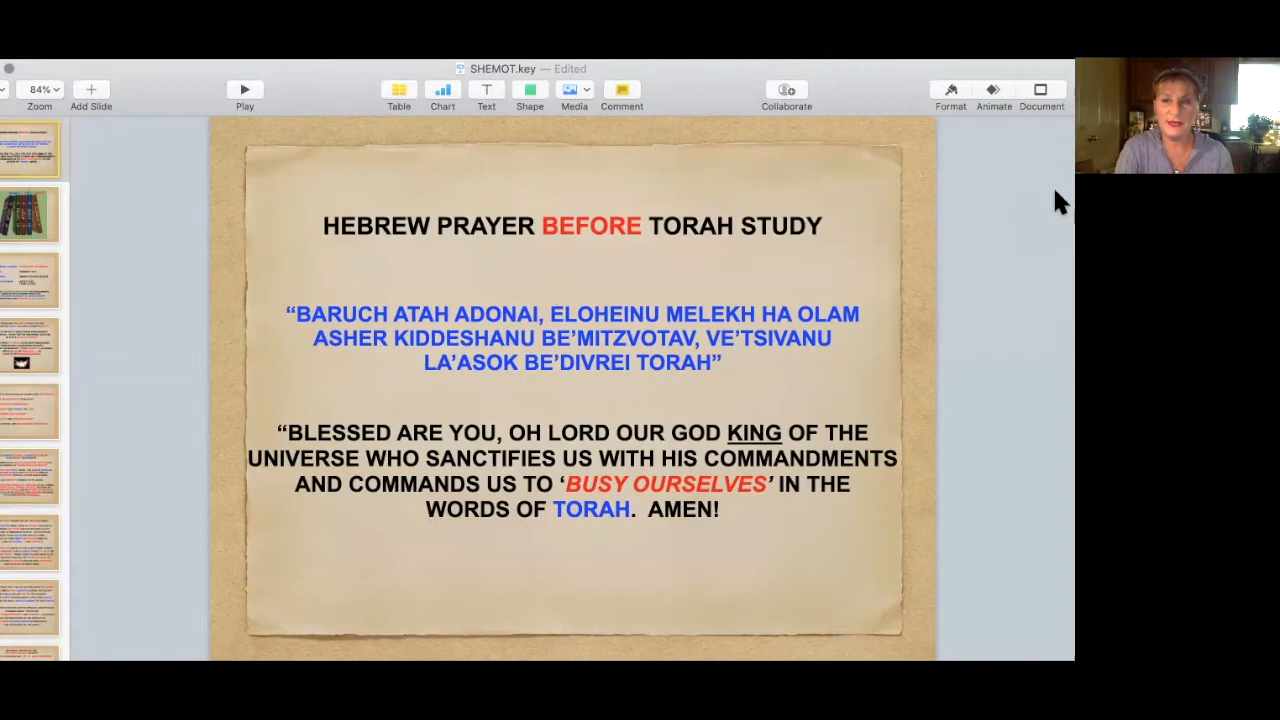 SHEMOT.key — Edited
84%
Zoom
Add Slide
Play
Table
Chart
Text
Shape
Media
Comment
Collaborate
Format
Animate
Document
HEBREW PRAYER BEFORE TORAH STUDY
“BARUCH ATAH ADONAI, ELOHEINU MELEKH HA OLAM
ASHER KIDDESHANU BE’MITZVOTAV, VE’TSIVANU
LA’ASOK BE’DIVREI TORAH”
“BLESSED ARE YOU, OH LORD OUR GOD KING OF THE
UNIVERSE WHO SANCTIFIES US WITH HIS COMMANDMENTS
AND COMMANDS US TO ‘BUSY OURSELVES’ IN THE
WORDS OF TORAH.  AMEN!